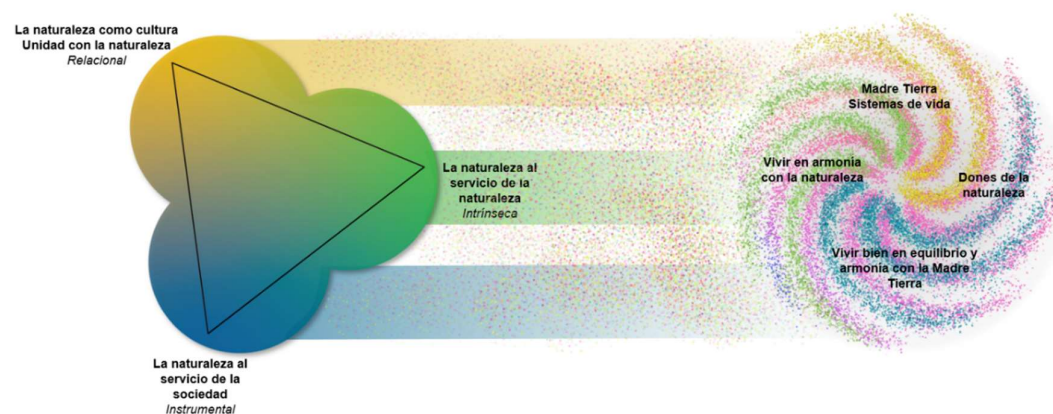 La naturaleza como cultura
Unidad con la naturaleza
Relacional
La naturaleza al
servicio de la
naturaleza
Intrínseca
La naturaleza al
servicio de la
sociedad
Instrumental
Madre Tierra
Sistemas de vida
Vivir en armonia
con la naturaleza
Dones de la
naturaleza
Vivir bien en equilibrio y
armonia con la Madre
Tierra